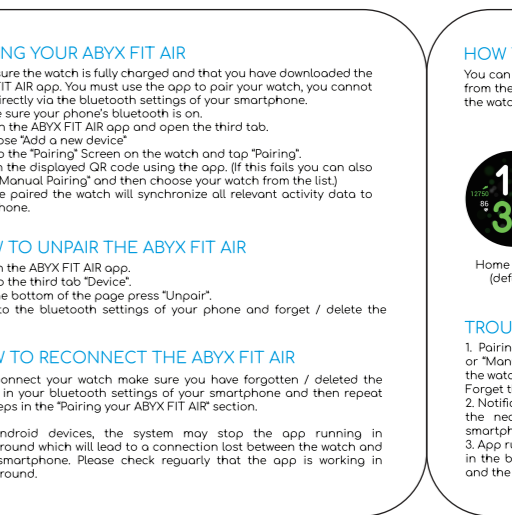 NG YOUR ABYX FIT AIR
ure the watch is fully charged and that you have downloaded the
IT AIR app. You must use the app to pair your watch, you cannot
irectly via the bluetooth settings of your smartphone.
e sure your phone's bluetooth is on.
n the ABYX FIT AIR app and open the third tab.
ose "Add a new device"
o the "Pairing" Screen on the watch and tap "Pairing".
n the displayed QR code using the app. (If this fails you can also
"Manual Pairing" and then choose your watch from the list.)
e paired the watch will synchronize all relevant activity data to
hone.
TO UNPAIR THE ABYX FIT AIR
n the ABYX FIT AIR app.
o the third tab "Device".
e bottom of the page press "Unpair".
to the bluetooth settings of your phone and forget / delete the
TO RECONNECT THE ABYX FIT AIR
onnect your watch make sure you have forgotten / deleted the
in your bluetooth settings of your smartphone and then repeat
eps in the "Pairing your ABYX FIT AIR" section.
ndroid devices, the system may stop the app running in
round which will lead to a connection lost between the watch and
smartphone. Please check reguarly that the app is working in
round.
HOW
You can
from the
the watc
1
12750
86
3
Home
(def
TROU
1. Pairin
or "Man
the watc
Forget t
2. Notific
the nec
smartph
3. App ru
in the b
and the